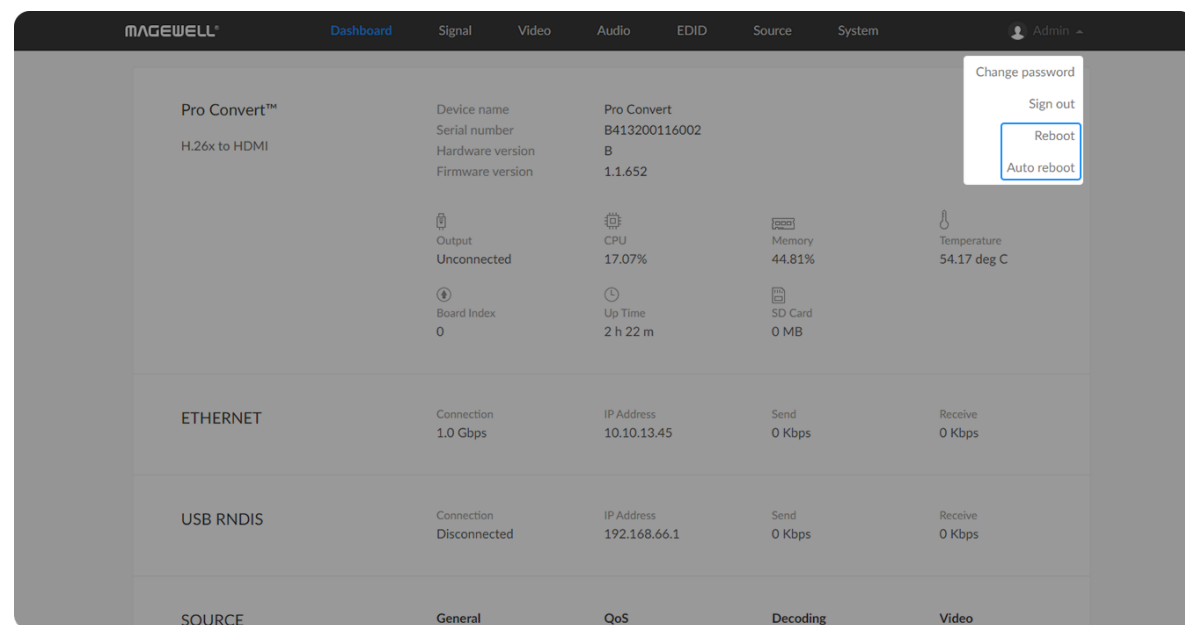 MAGEWELL®
Dashboard Signal Video Audio EDID Source System Admin
Change password
Sign out
Reboot
Auto reboot
Pro Convert™
H.26x to HDMI
Device name Pro Convert
Serial number B413200116002
Hardware version B
Firmware version 1.1.652
Output CPU Memory Temperature
Unconnected 17.07% 44.81% 54.17 deg C
Board Index Up Time SD Card
0 2 h 22 m 0 MB
ETHERNET
Connection IP Address Send Receive
1.0 Gbps 10.10.13.45 0 Kbps 0 Kbps
USB RNDIS
Connection IP Address Send Receive
Disconnected 192.168.66.1 0 Kbps 0 Kbps
SOURCE General QoS Decoding Video